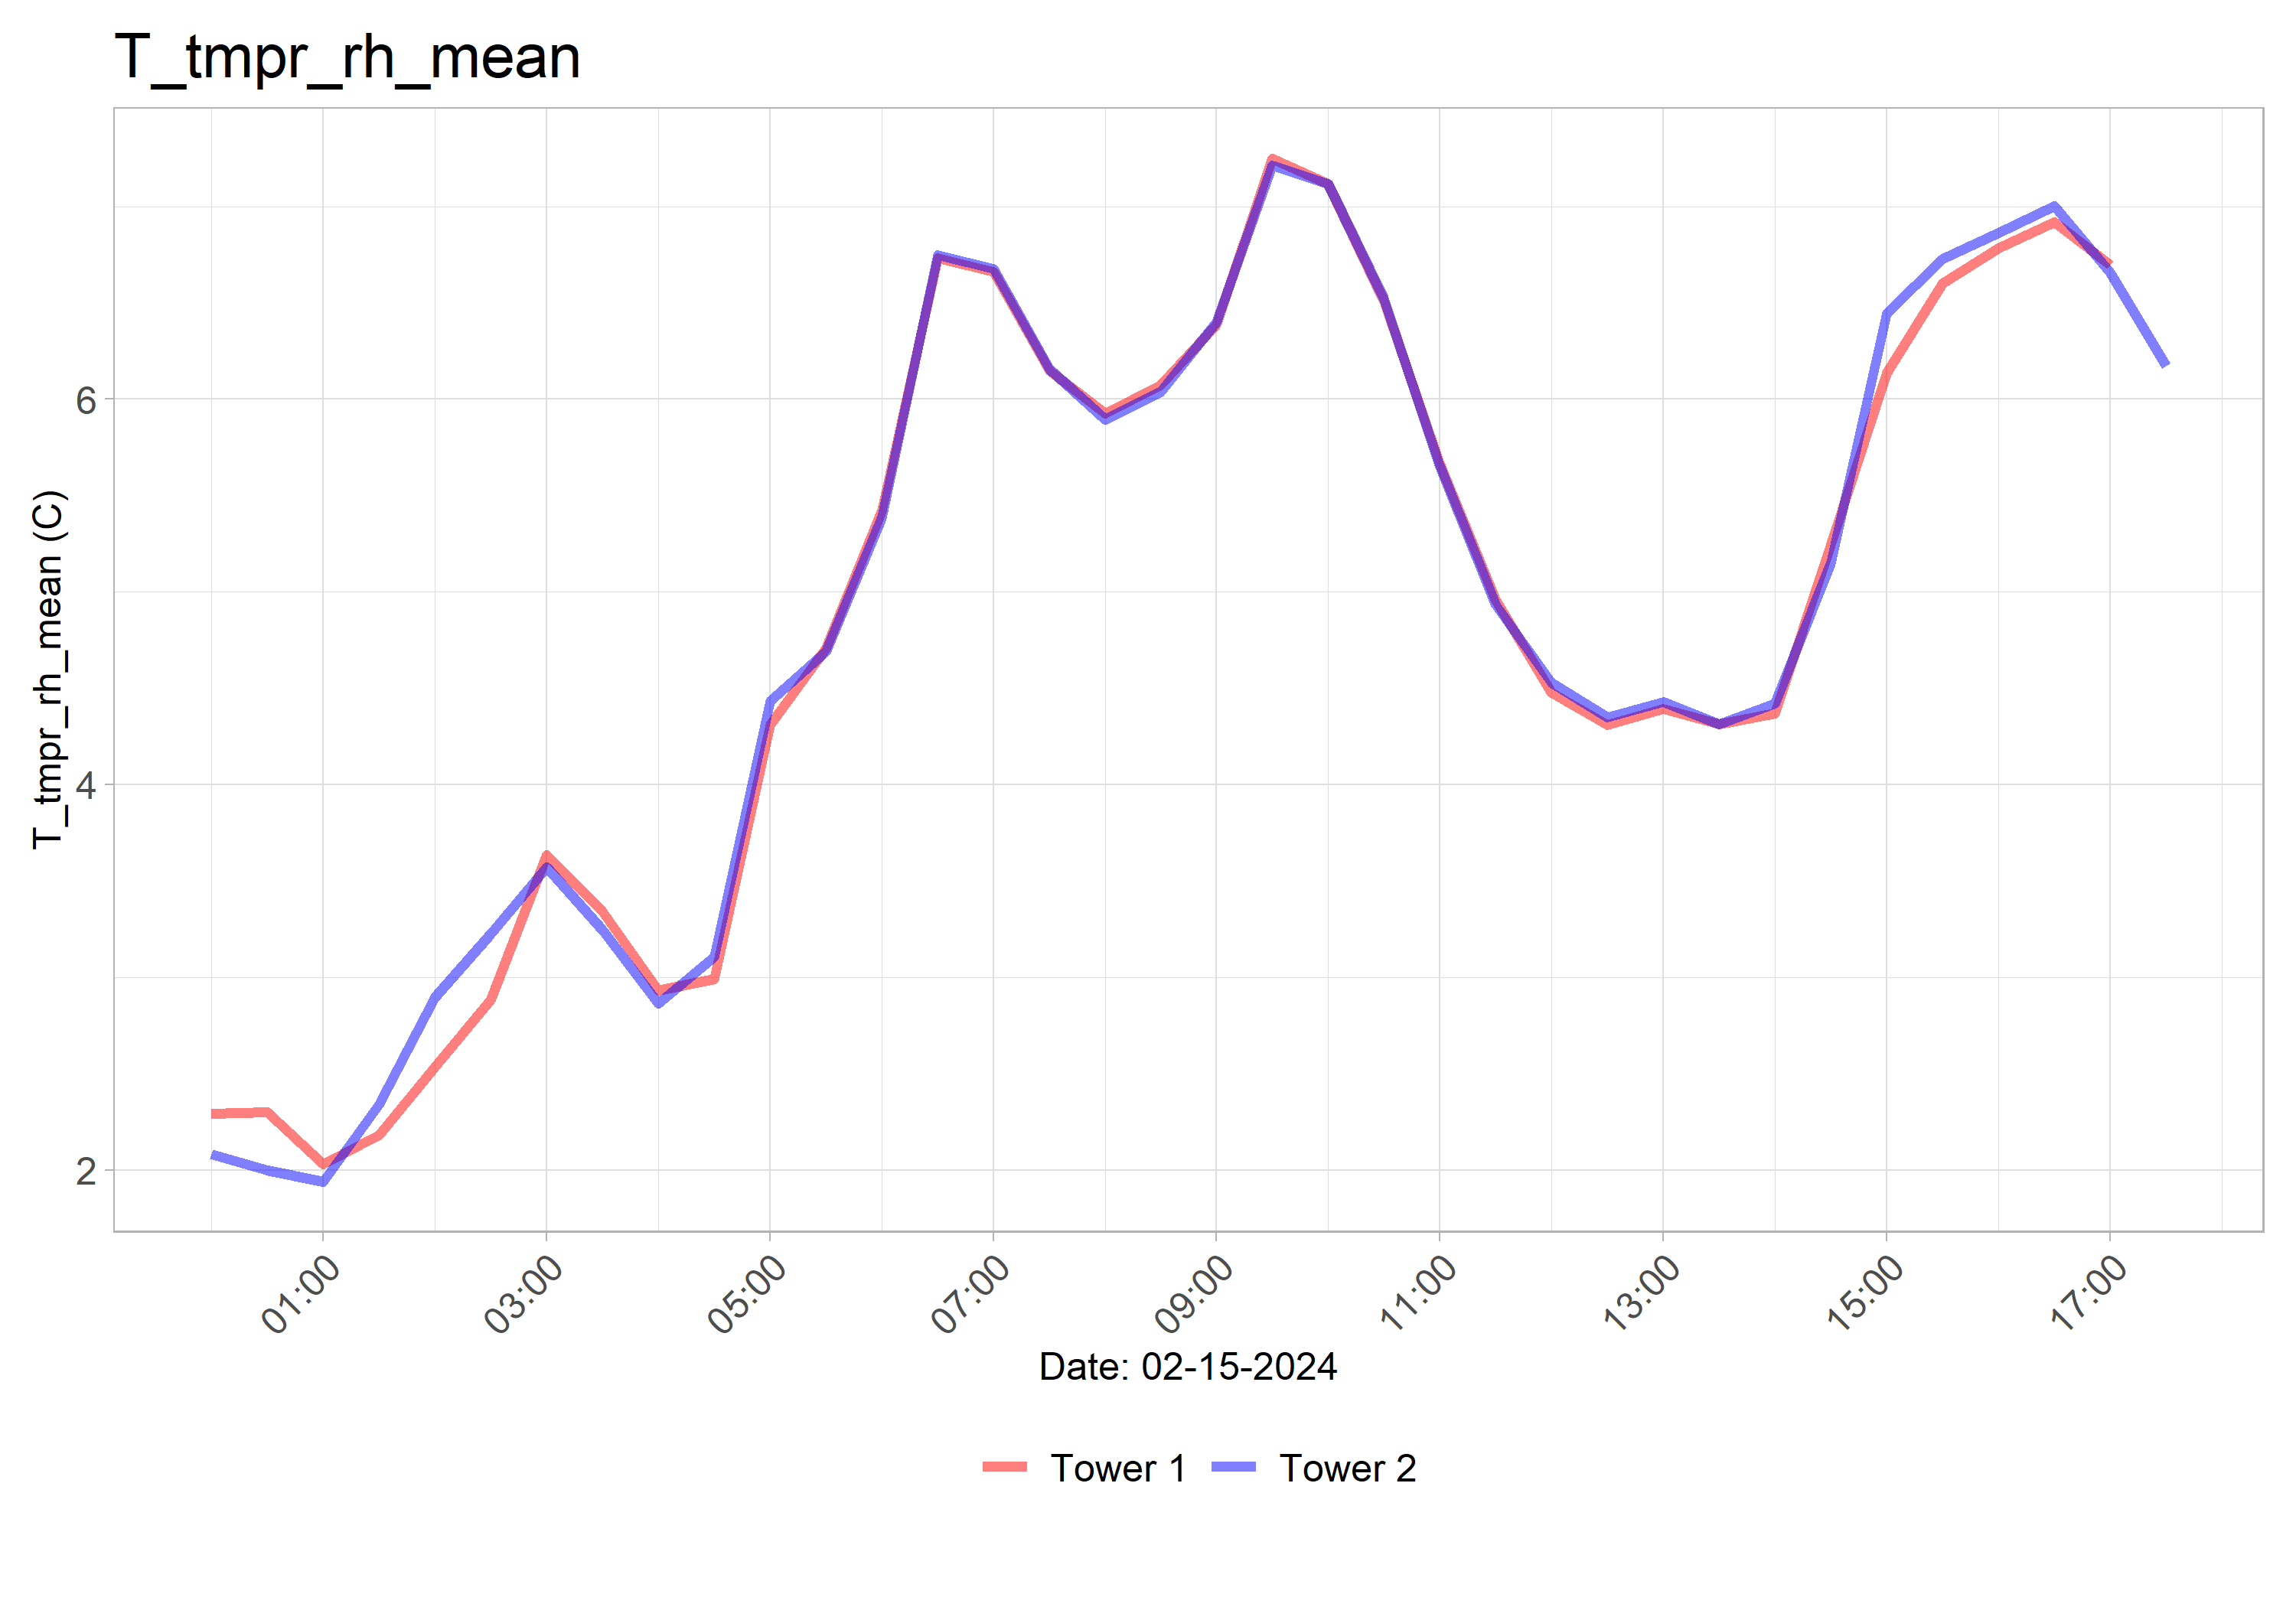 T_tmpr_rh_mean
T_tmpr_rh_mean (C)
6
4
2
01:00 03:00 05:00 07:00 09:00 11:00 13:00 15:00 17:00
Date: 02-15-2024
Tower 1 Tower 2